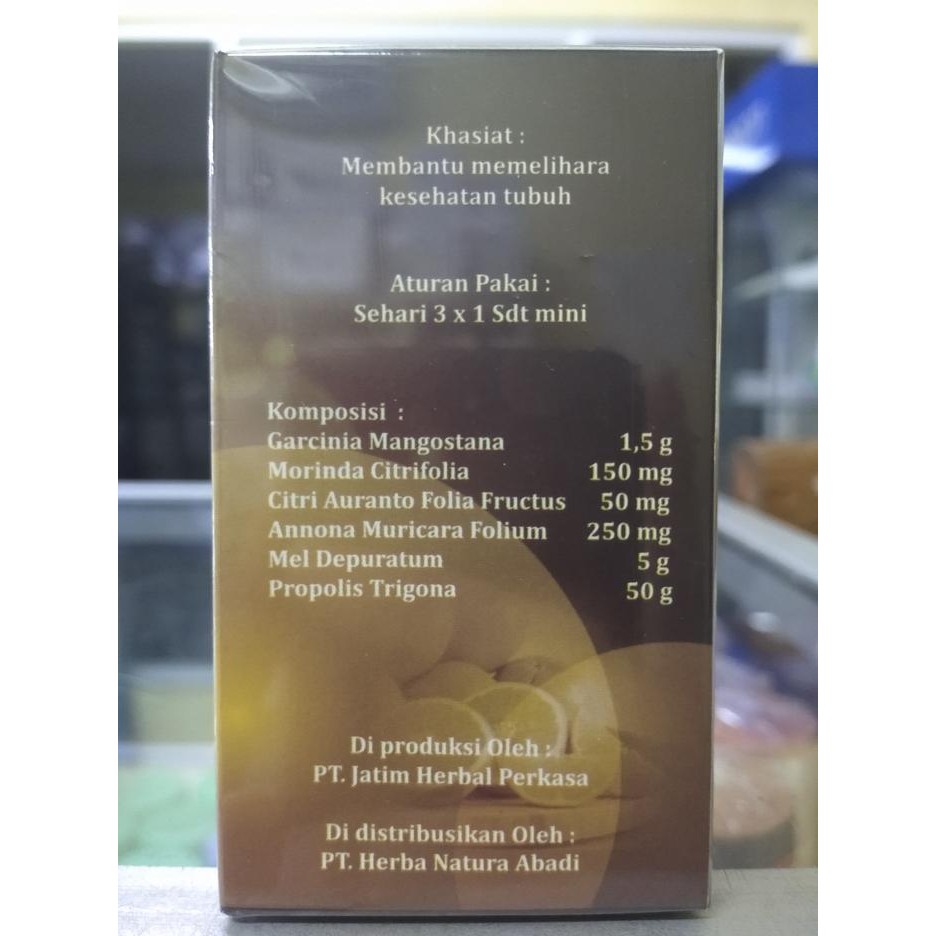 Khasiat :
Membantu memelihara
kesehatan tubuh
Aturan Pakai :
Sehari 3 x 1 Sdt mini
Komposisi :
Garcinia Mangostana 1,5 g
Morinda Citrifolia 150 mg
Citri Auranto Folia Fructus 50 mg
Annona Muricara Folium 250 mg
Mel Depuratum 5 g
Propolis Trigona 50 g
Di produksi Oleh :
PT. Jatim Herbal Perkasa
Di distribusikan Oleh :
PT. Herba Natura Abadi